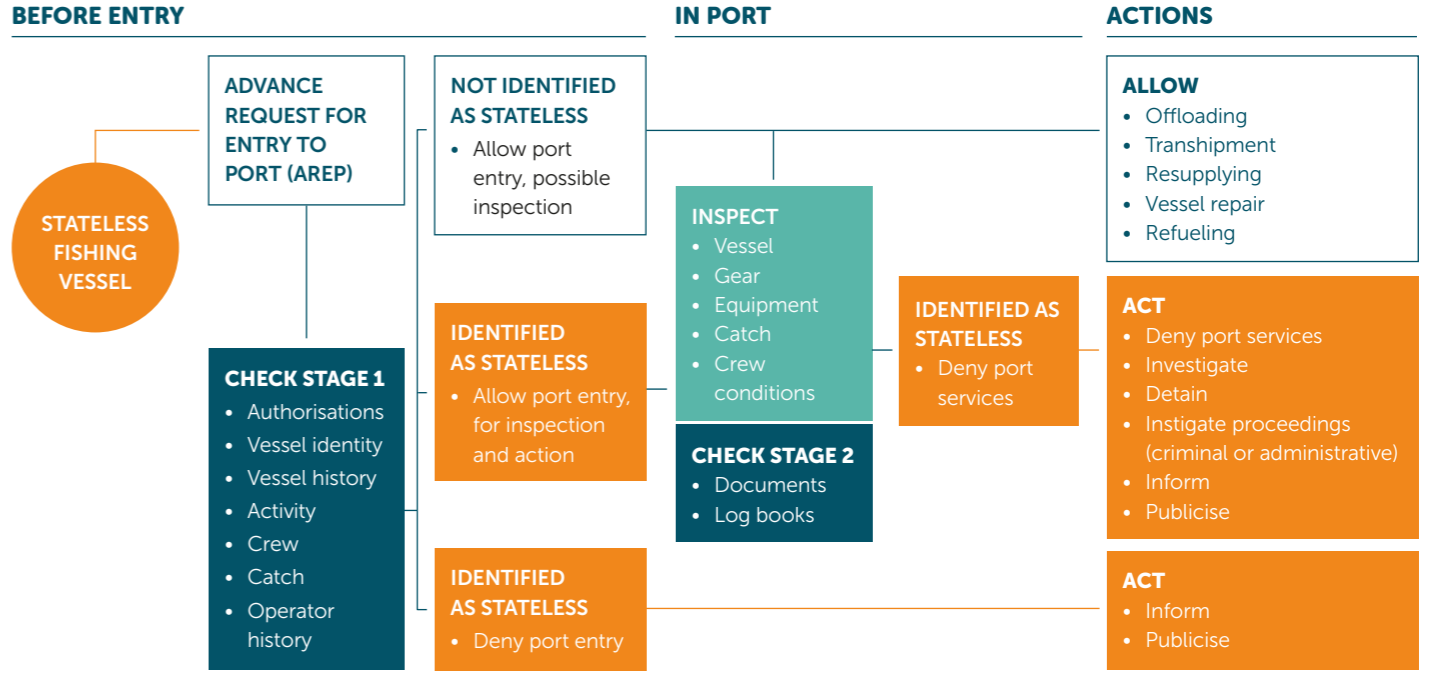 BEFORE ENTRY
IN PORT
ACTIONS
STATELESS
FISHING
VESSEL
ADVANCE
REQUEST FOR
ENTRY TO
PORT (AREP)
CHECK STAGE 1
• Authorisations
• Vessel identity
• Vessel history
• Activity
• Crew
• Catch
• Operator
history
NOT IDENTIFIED
AS STATELESS
• Allow port
entry, possible
inspection
IDENTIFIED
AS STATELESS
• Allow port entry,
for inspection
and action
IDENTIFIED
AS STATELESS
• Deny port entry
INSPECT
• Vessel
• Gear
• Equipment
• Catch
• Crew
conditions
CHECK STAGE 2
• Documents
• Log books
IDENTIFIED AS
STATELESS
• Deny port
services
ALLOW
• Offloading
• Transhipment
• Resupplying
• Vessel repair
• Refueling
ACT
• Deny port services
• Investigate
• Detain
• Instigate proceedings
(criminal or administrative)
• Inform
• Publicise
ACT
• Inform
• Publicise